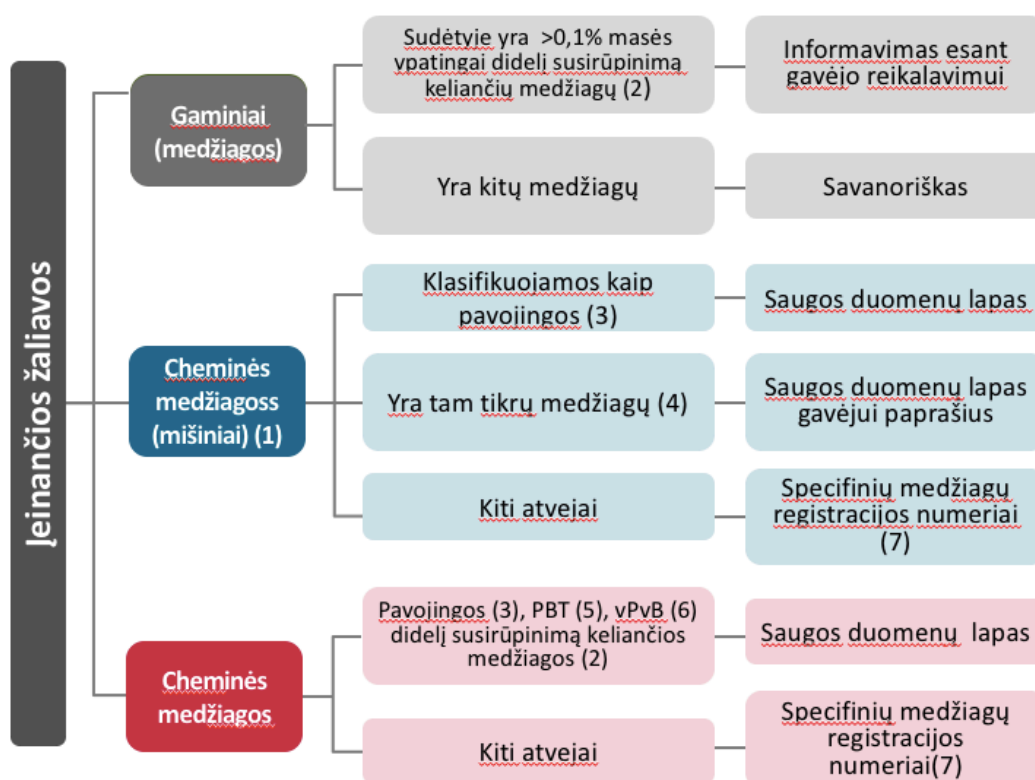 Įeinančios žaliavos
Gaminiai
(medžiagos)
Sudėtyje yra >0,1% masės
vpatingai didelį susirūpinimą
keliančių medžiagų (2)
Informavimas esant
gavėjo reikalavimui
Yra kitų medžiagų
Savanoriškas
Cheminės
medžiagoss
(mišiniai) (1)
Klasifikuojamos kaip
pavojingos (3)
Saugos duomenų lapas
Yra tam tikrų medžiagų (4)
Saugos duomenų lapas
gavėjui paprašius
Kiti atvejai
Specifinių medžiagų
registracijos numeriai
(7)
Cheminės
medžiagos
Pavojingos (3), PBT (5), vPvB (6)
didelį susirūpinimą keliančios
medžiagos (2)
Saugos duomenų lapas
Kiti atvejai
Specifinių medžiagų
registracijos
numeriai(7)